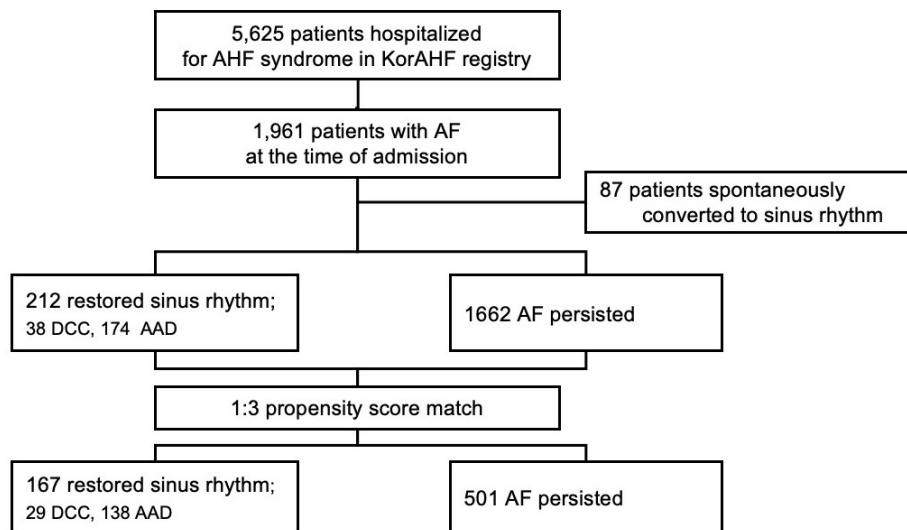 5,625 patients hospitalized
for AHF syndrome in KorAHF registry
1,961 patients with AF
at the time of admission
87 patients spontaneously
converted to sinus rhythm
212 restored sinus rhythm;
38 DCC, 174 AAD
1662 AF persisted
1:3 propensity score match
167 restored sinus rhythm;
29 DCC, 138 AAD
501 AF persisted